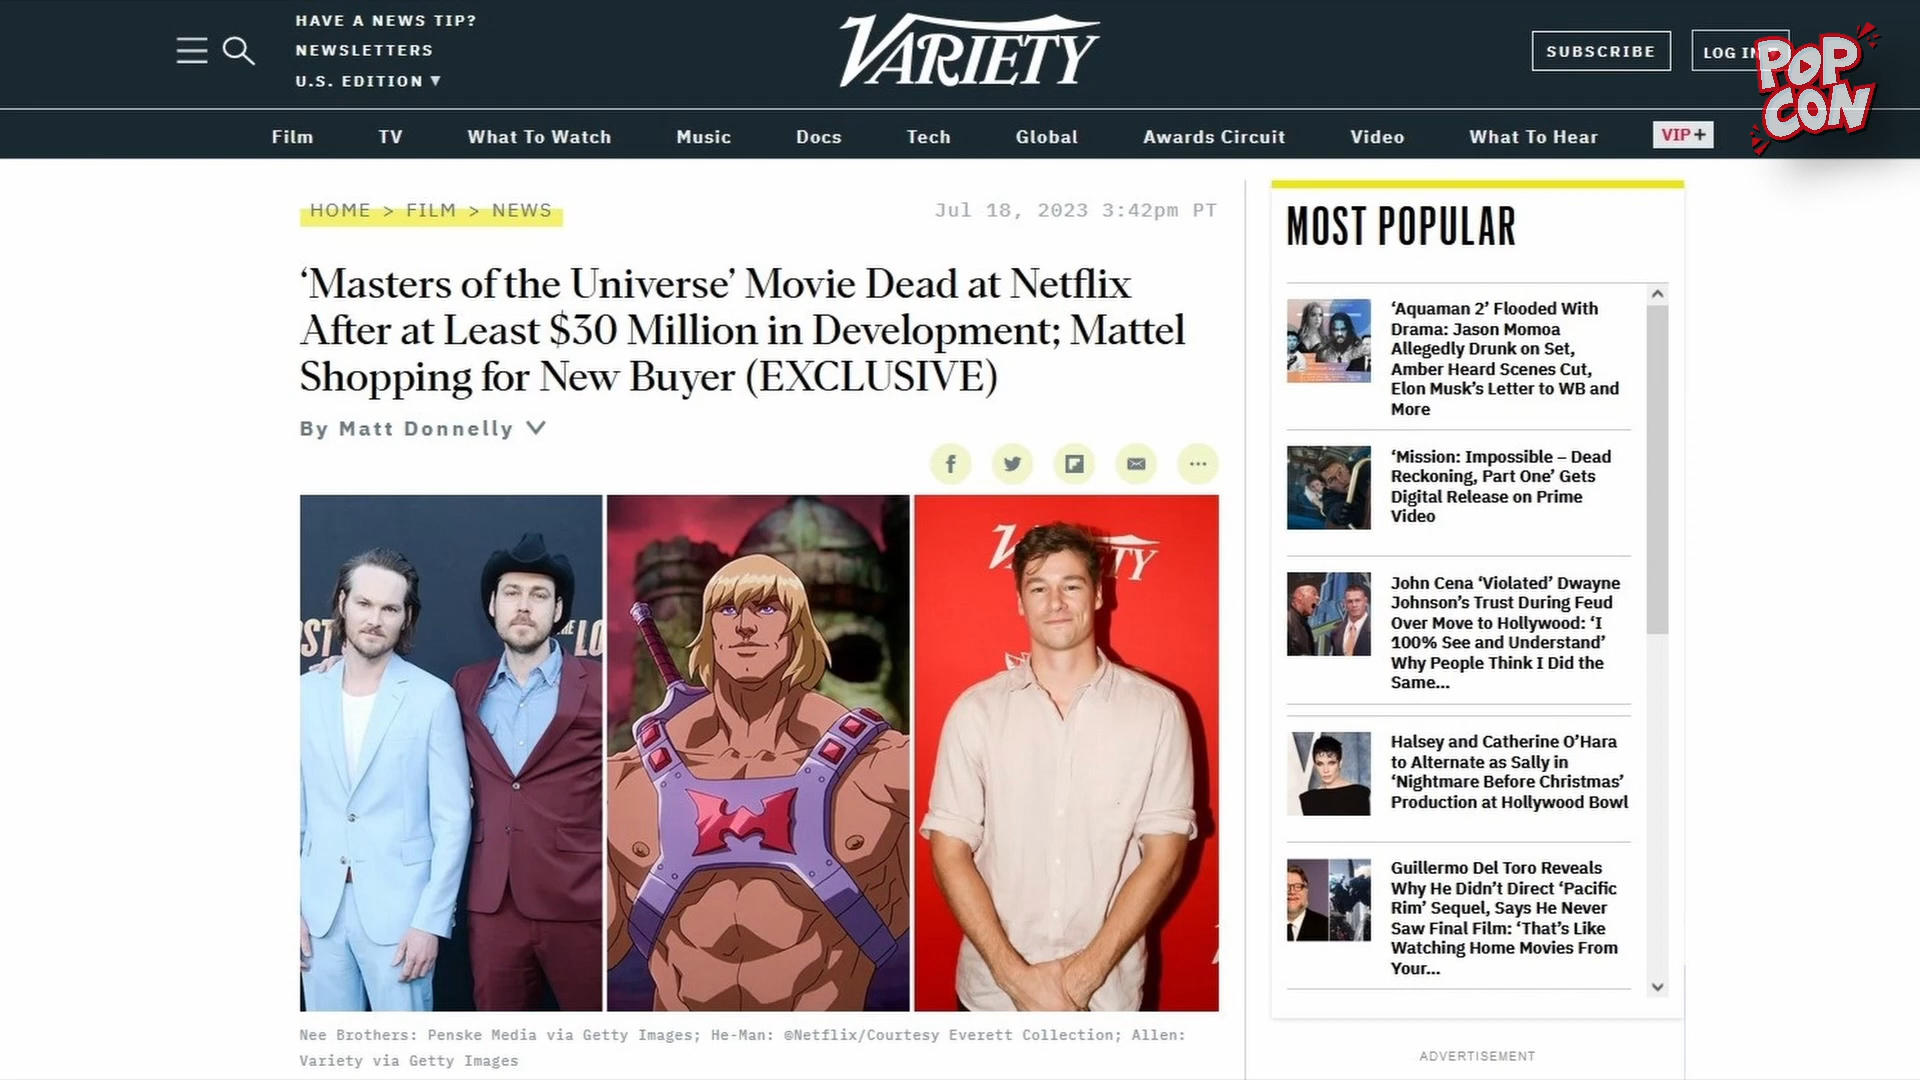 HAVE A NEWS TIP?
NEWSLETTERS
U.S. EDITION ▼
VARIETY
SUBSCRIBE
LOG IN
POP
CON
Film TV What To Watch Music Docs Tech Global Awards Circuit Video What To Hear VIP+
HOME > FILM > NEWS
Jul 18, 2023 3:42pm PT
‘Masters of the Universe’ Movie Dead at Netflix
After at Least $30 Million in Development; Mattel
Shopping for New Buyer (EXCLUSIVE)
By Matt Donnelly
Nee Brothers: Penske Media via Getty Images; He-Man: ©Netflix/Courtesy Everett Collection; Allen:
Variety via Getty Images
MOST POPULAR
‘Aquaman 2’ Flooded With
Drama: Jason Momoa
Allegedly Drunk on Set,
Amber Heard Scenes Cut,
Elon Musk’s Letter to WB and
More
‘Mission: Impossible – Dead
Reckoning, Part One’ Gets
Digital Release on Prime
Video
John Cena ‘Violated’ Dwayne
Johnson’s Trust During Feud
Over Move to Hollywood: ‘I
100% See and Understand’
Why People Think I Did the
Same...
Halsey and Catherine O’Hara
to Alternate as Sally in
‘Nightmare Before Christmas’
Production at Hollywood Bowl
Guillermo Del Toro Reveals
Why He Didn’t Direct ‘Pacific
Rim’ Sequel, Says He Never
Saw Final Film: ‘That’s Like
Watching Home Movies From
Your...
ADVERTISEMENT